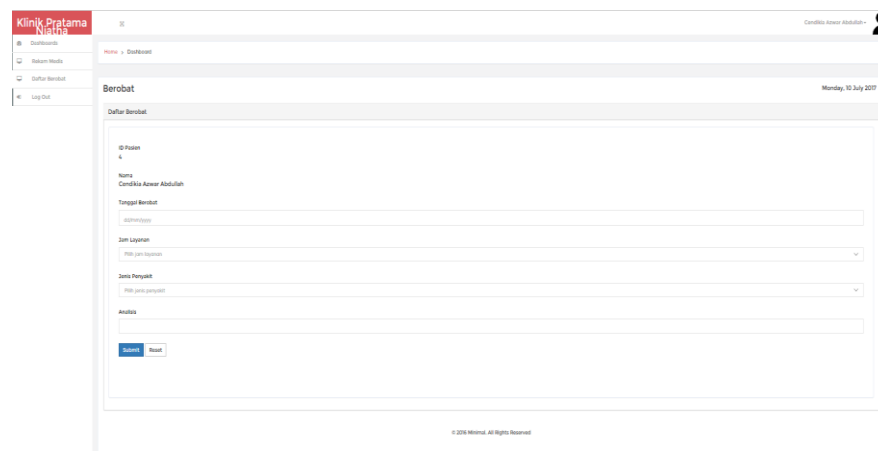 Klinik Pratama
Niatha
Cendikia Azwar Abdullah
Dashboards
Rekam Medis
Daftar Berobat
Log Out
Home > Dashboard
Berobat
Monday, 10 July 2017
Daftar Berobat
ID Pasien
4
Nama
Cendikia Azwar Abdullah
Tanggal Berobat
dd/mm/yyyy
Jam Layanan
Pilih jam layanan
Jenis Penyakit
Pilih jenis penyakit
Analisis
Submit Reset
© 2016 Minimal. All Rights Reserved